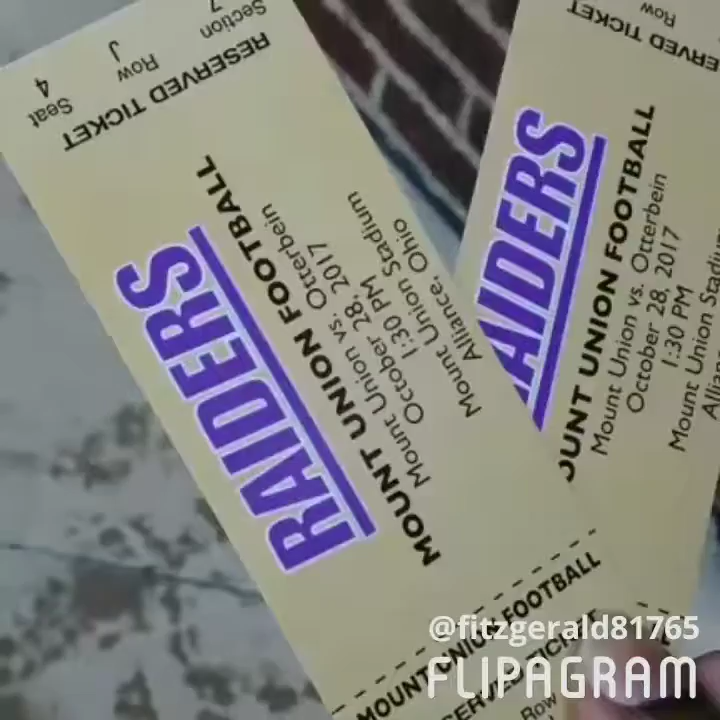 Section 7
Row J
Seat 4
RESERVED TICKET
RAIDERS
MOUNT UNION FOOTBALL
Mount Union vs. Otterbein
October 28, 2017
1:30 PM
Mount Union Stadium
Alliance, Ohio
MOUNT UNION FOOTBALL
Row
Row
RAIDERS
MOUNT UNION FOOTBALL
Mount Union vs. Otterbein
October 28, 2017
1:30 PM
Mount Union Stadium
@fitzgerald81765
FLIPAGRAM